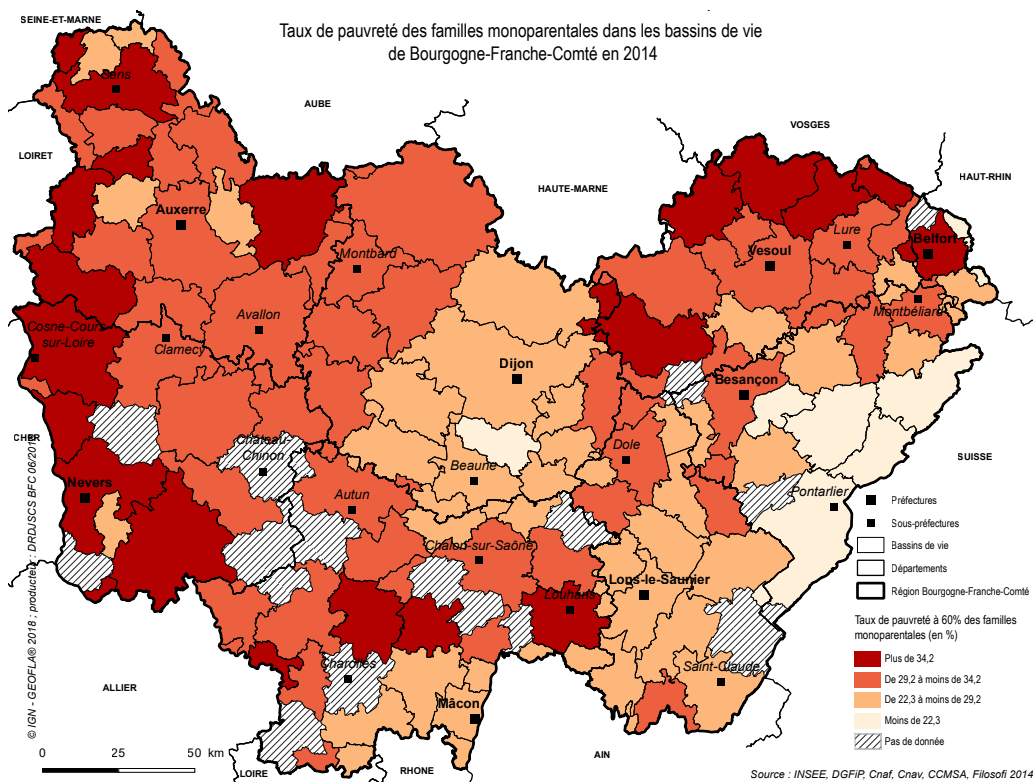 SEINE-ET-MARNE
Taux de pauvreté des familles monoparentales dans les bassins de vie
de Bourgogne-Franche-Comté en 2014
Sens
AUBE
VOSGES
LOIRET
HAUTE-MARNE
HAUT-RHIN
Auxerre
Lure
Belfort
Vesoul
Montbard
Montbéliard
Avallon
Cosne-Cours
sur-Loire
Clamecy
Dijon
Besançon
CHER
Château-
Chinon
Dole
SUISSE
Beaune
Nevers
Autun
Pontarlier
Préfectures
Sous-préfectures
Chalon-sur-Saône
Bassins de vie
Départements
Lons-le-Saunier
Région Bourgogne-Franche-Comté
Louhans
Taux de pauvreté à 60% des familles
monoparentales (en %)
Plus de 34,2
Charolles
Saint-Claude
De 29,2 à moins de 34,2
ALLIER
De 22,3 à moins de 29,2
Mâcon
Moins de 22,3
Pas de donnée
© IGN - GEOFLA® 2018 ; producteur : DRDJSCS BFC 06/2018
0 25 50 km
AIN
LOIRE
RHONE
Source : INSEE, DGFiP, Cnaf, Cnav, CCMSA, Filosofi 2014